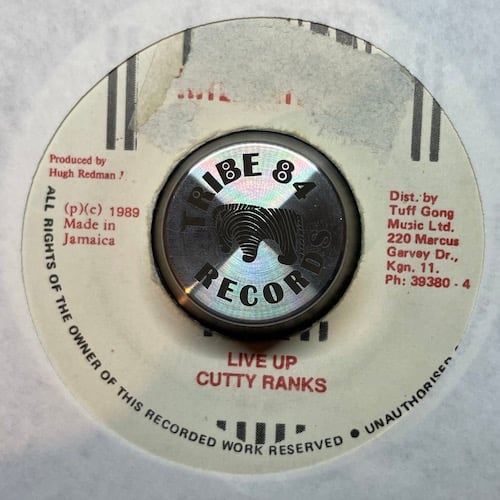 Produced by
Hugh Redman
(p)(c) 1989
Made in
Jamaica
TRIBE 84
RECORDS
Dist. by
Tuff Gong
Music Ltd.
220 Marcus
Garvey Dr.,
Kgn. 11.
Ph: 39380 - 4
LIVE UP
CUTTY RANKS
ALL RIGHTS OF THE OWNER OF THIS RECORDED WORK RESERVED ● UNAUTHORISED